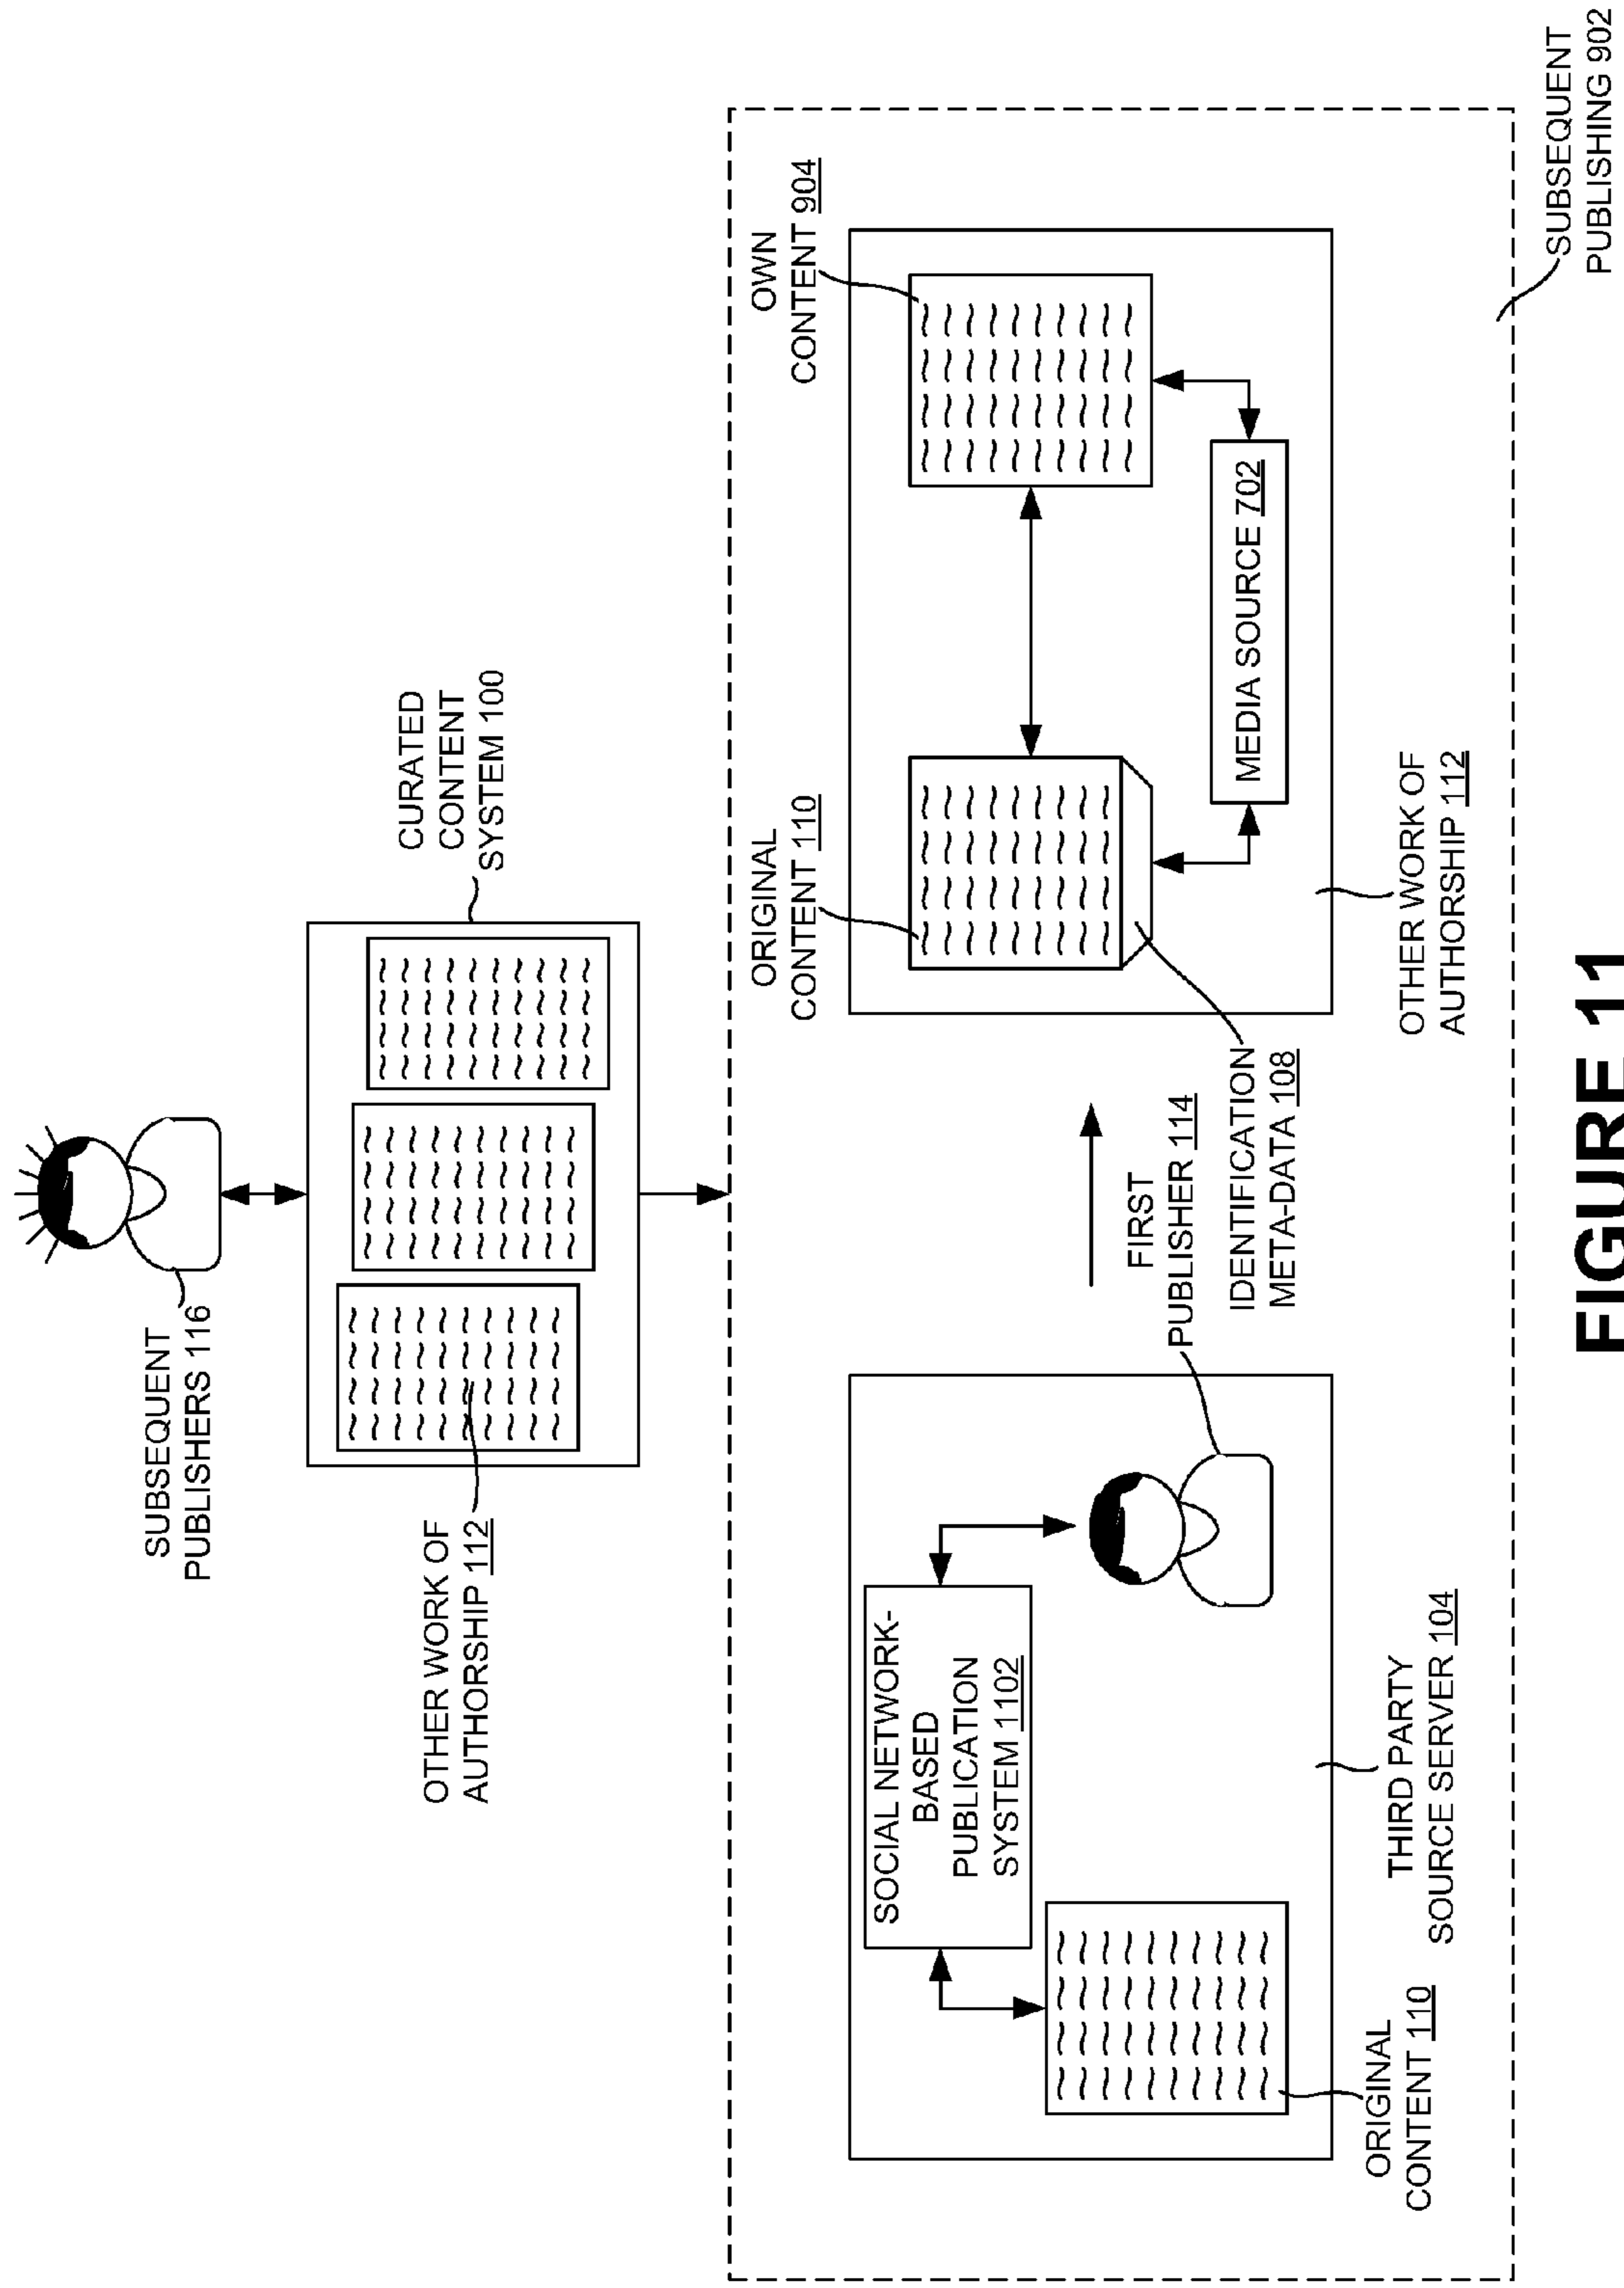 SUBSEQUENT
PUBLISHERS 116
CURATED
CONTENT
SYSTEM 100
OTHER WORK OF
AUTHORSHIP 112
SOCIAL NETWORK-
BASED
PUBLICATION
SYSTEM 1102
FIRST
PUBLISHER 114
IDENTIFICATION
META-DATA 108
ORIGINAL
CONTENT 110
THIRD PARTY
SOURCE SERVER 104
ORIGINAL
CONTENT 110
OWN
CONTENT 904
MEDIA SOURCE 702
OTHER WORK OF
AUTHORSHIP 112
SUBSEQUENT
PUBLISHING 902
FIGURE 11